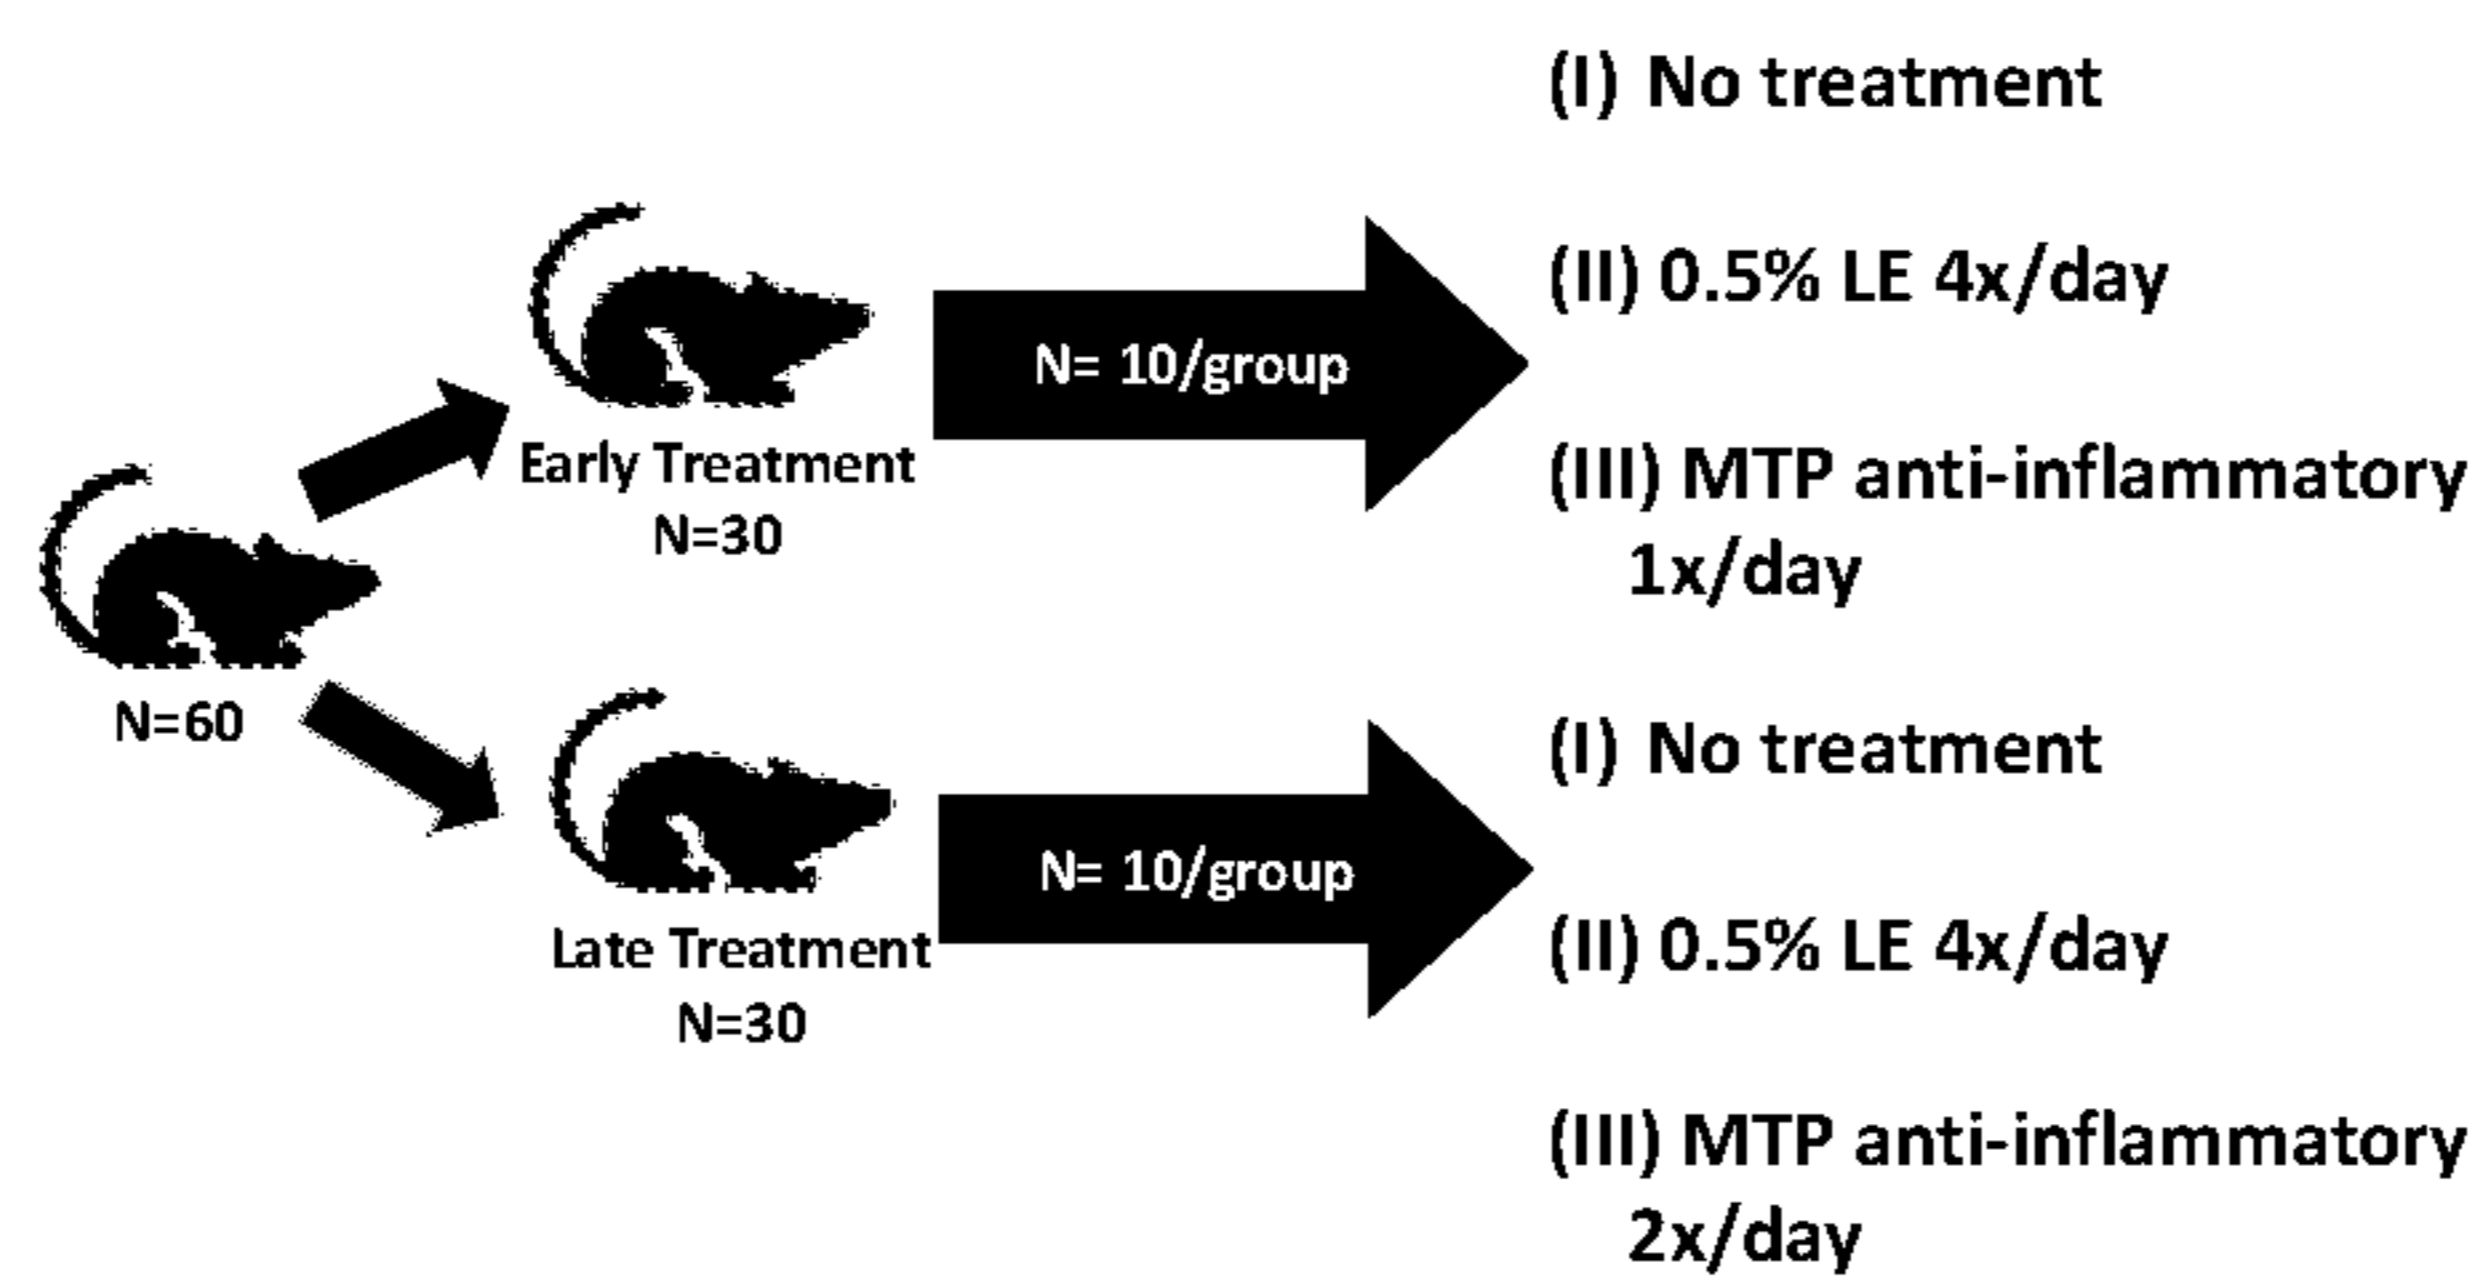 N=60
Early Treatment
N=30
N= 10/group
(I) No treatment
(II) 0.5% LE 4x/day
(III) MTP anti-inflammatory
1x/day
Late Treatment
N=30
N= 10/group
(I) No treatment
(II) 0.5% LE 4x/day
(III) MTP anti-inflammatory
2x/day